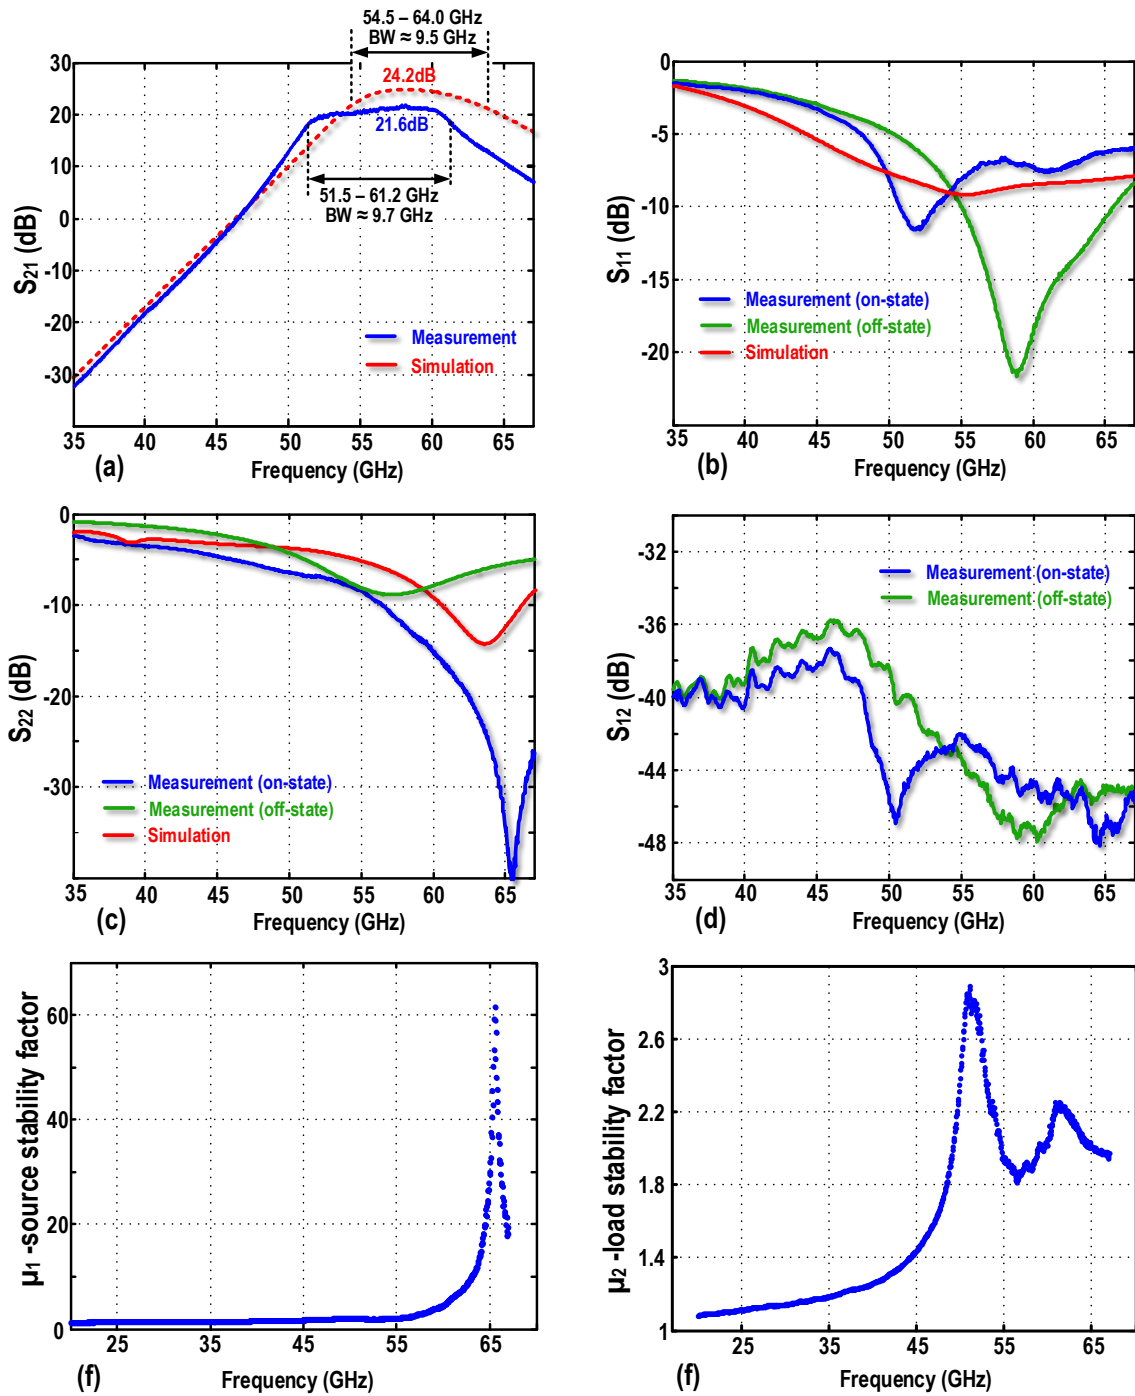 54.5 – 64.0 GHz
BW ≈ 9.5 GHz
30
20
10
0
-10
-20
-30
S21 (dB)
24.2dB
21.6dB
51.5 – 61.2 GHz
BW ≈ 9.7 GHz
Measurement
Simulation
35 40 45 50 55 60 65
(a) Frequency (GHz)
0
-5
-10
-15
-20
S11 (dB)
Measurement (on-state)
Measurement (off-state)
Simulation
35 40 45 50 55 60 65
(b) Frequency (GHz)
0
-10
-20
-30
S22 (dB)
Measurement (on-state)
Measurement (off-state)
Simulation
35 40 45 50 55 60 65
(c) Frequency (GHz)
-32
-36
-40
-44
-48
S12 (dB)
Measurement (on-state)
Measurement (off-state)
35 40 45 50 55 60 65
(d) Frequency (GHz)
60
40
20
0
μ1 -source stability factor
25 35 45 55 65
(f) Frequency (GHz)
3
2.6
2.2
1.8
1.4
1
μ2 -load stability factor
25 35 45 55 65
Frequency (GHz) (f)